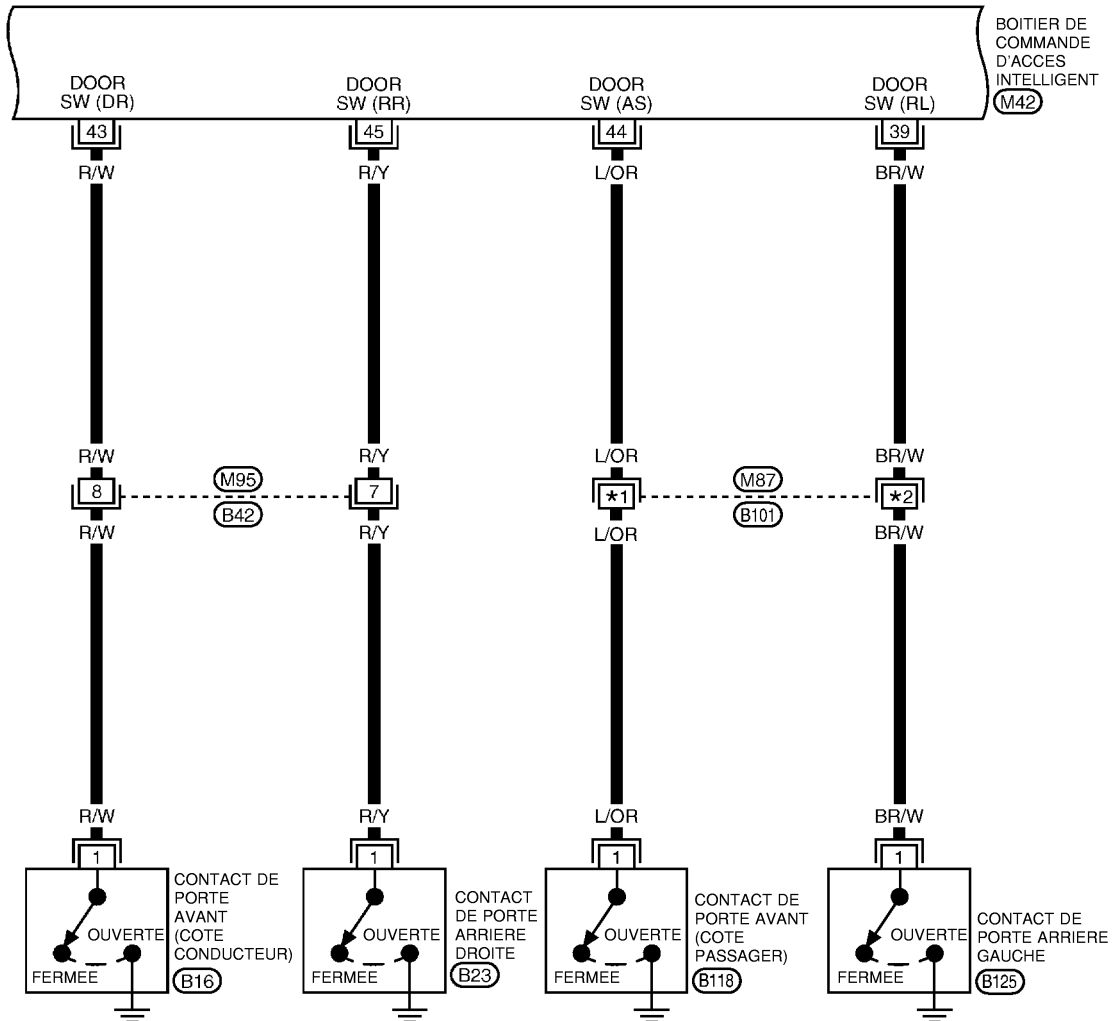 BOITIER DE
COMMANDE
D'ACCES
INTELLIGENT
M42
DOOR
SW (DR)
DOOR
SW (RR)
DOOR
SW (AS)
DOOR
SW (RL)
43
45
44
39
R/W
R/Y
L/OR
BR/W
R/W
R/Y
L/OR
BR/W
8
M95
B42
7
★1
M87
B101
★2
R/W
R/Y
L/OR
BR/W
R/W
R/Y
L/OR
BR/W
1
1
1
1
OUVERTE
FERMEE
CONTACT DE
PORTE
AVANT
(COTE
CONDUCTEUR)
B16
OUVERTE
FERMEE
CONTACT
DE PORTE
ARRIERE
DROITE
B23
OUVERTE
FERMEE
CONTACT DE
PORTE AVANT
(COTE
PASSAGER)
B118
OUVERTE
FERMEE
CONTACT DE
PORTE ARRIERE
GAUCHE
B125